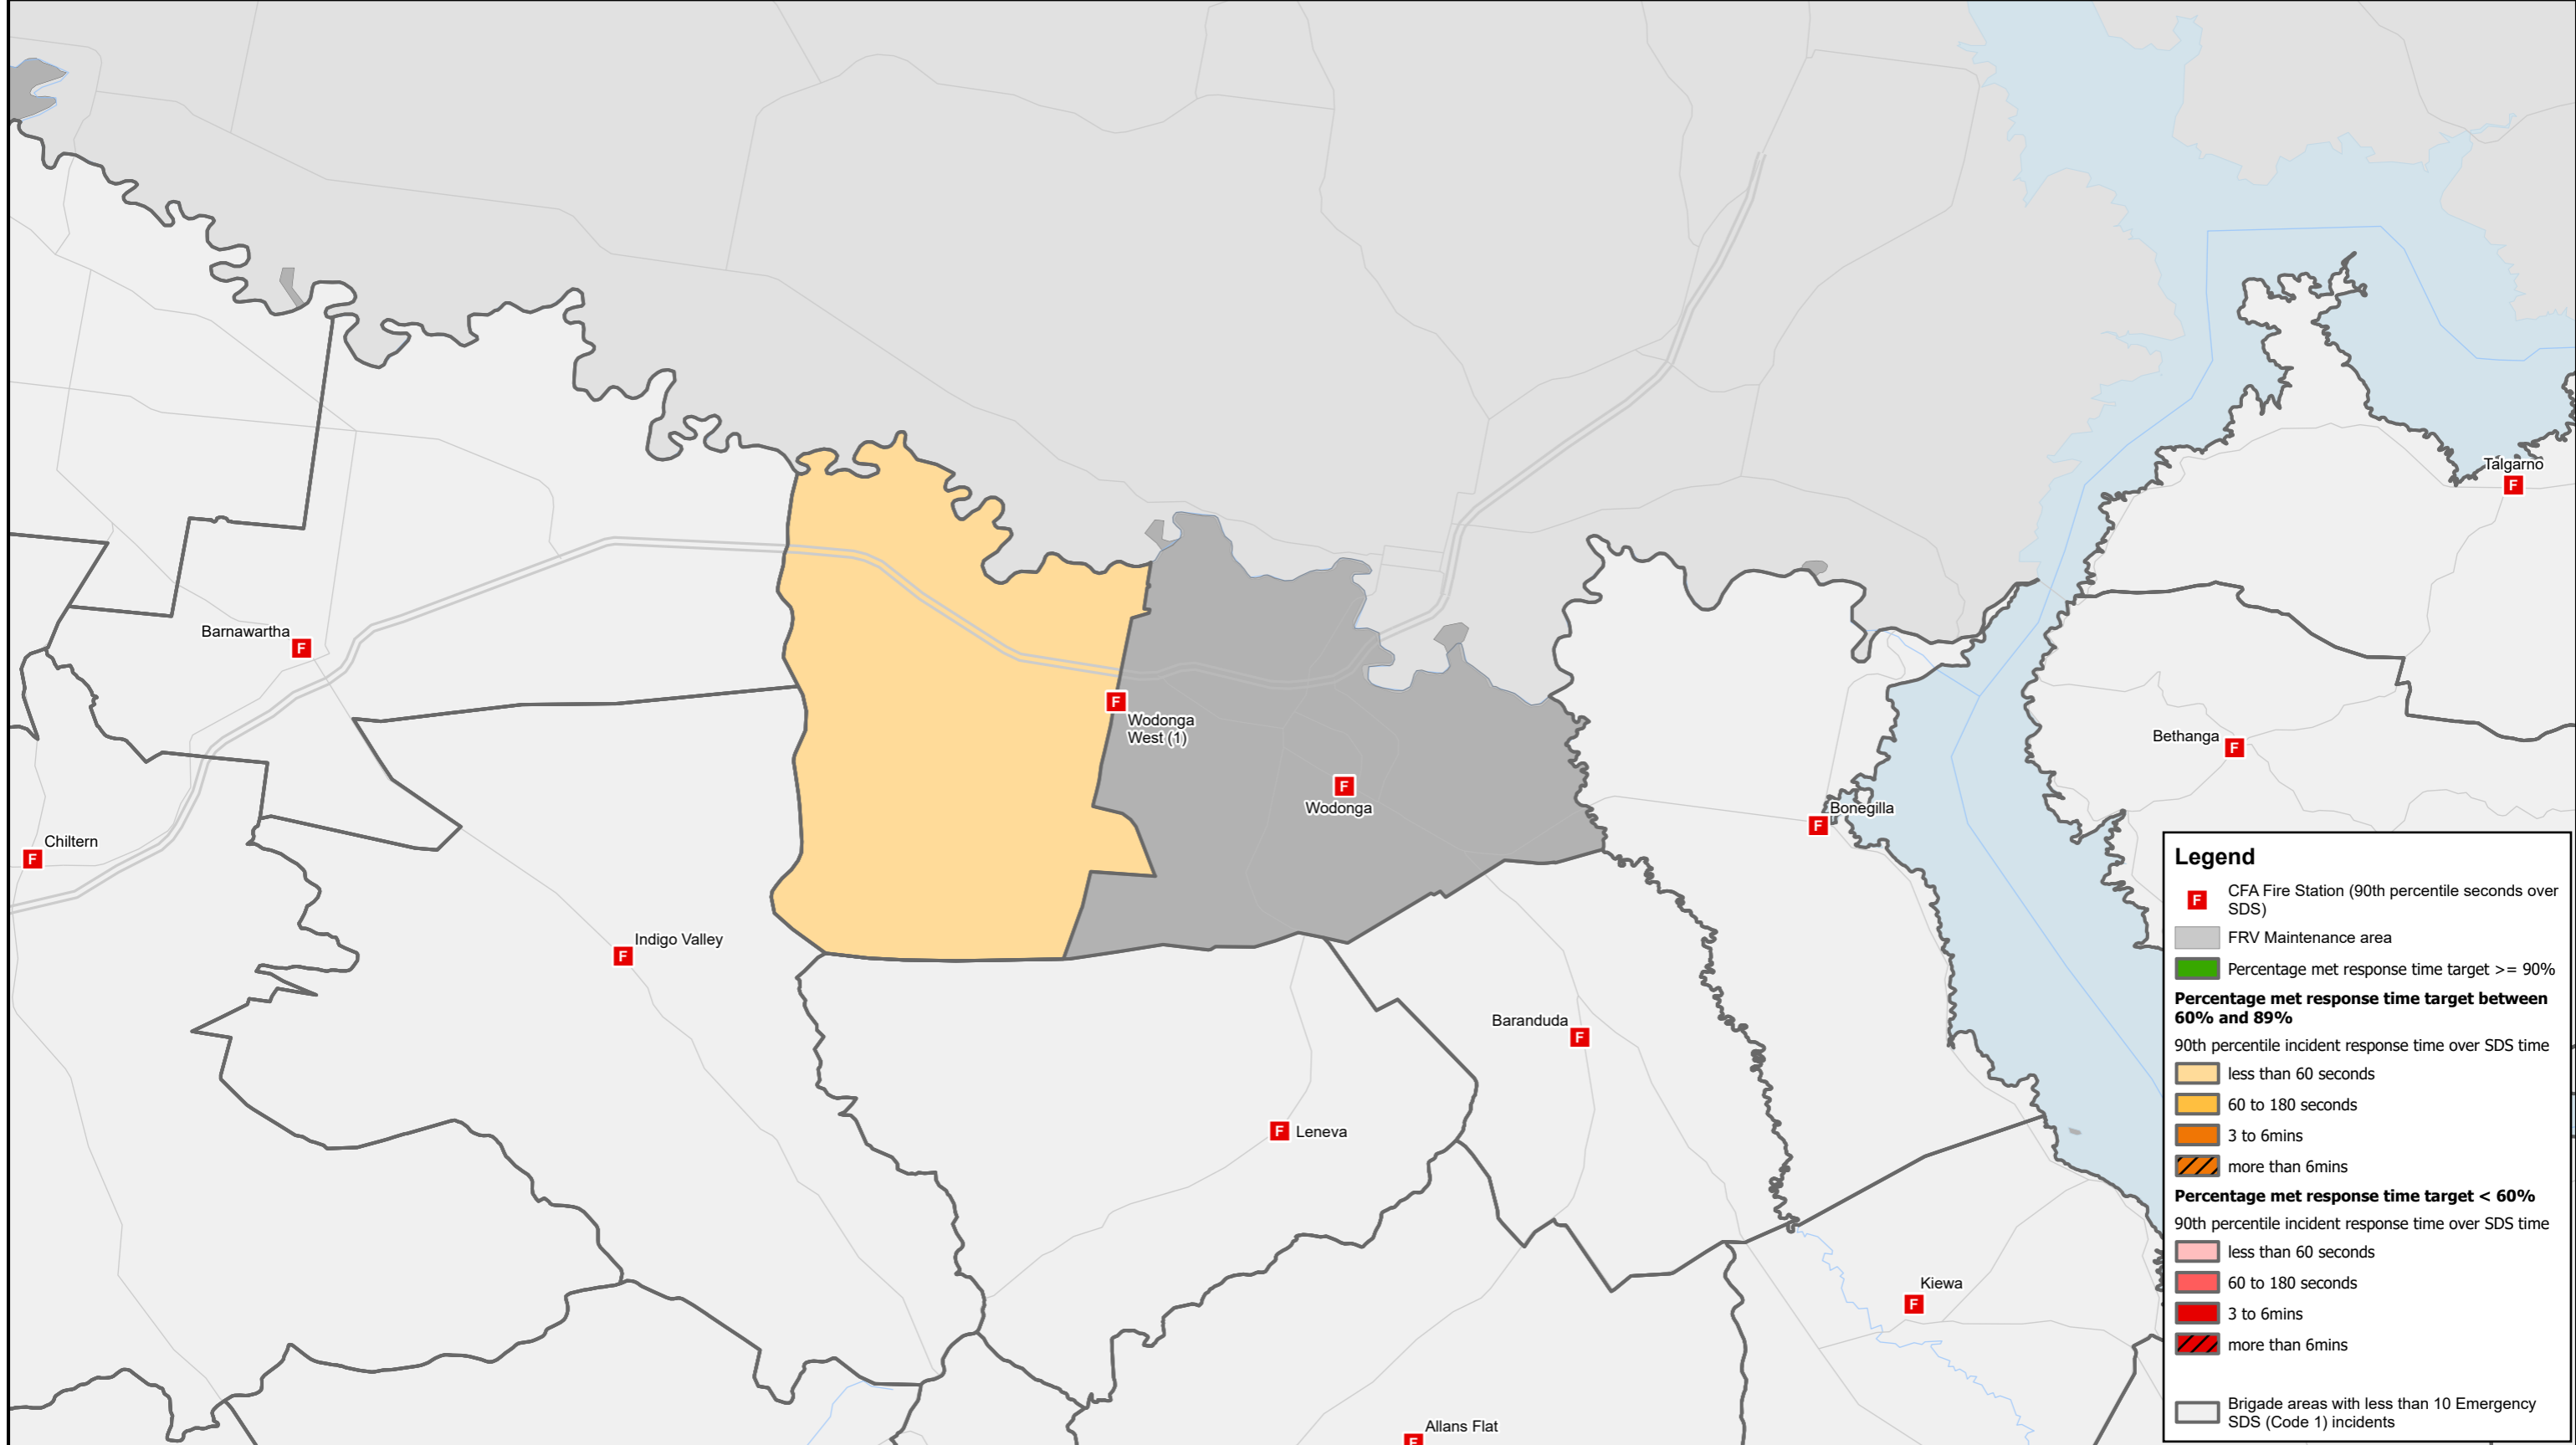 Talgarno
F
Barnawartha
F
F
Wodonga
West (1)
Bethanga
F
F
Wodonga
Bonegilla
F
Chiltern
F
Indigo Valley
F
Baranduda
F
F
Leneva
Kiewa
F
Allans Flat
F
Legend
F
CFA Fire Station (90th percentile seconds over
SDS)
FRV Maintenance area
Percentage met response time target >= 90%
Percentage met response time target between
60% and 89%
90th percentile incident response time over SDS time
less than 60 seconds
60 to 180 seconds
3 to 6mins
more than 6mins
Percentage met response time target < 60%
90th percentile incident response time over SDS time
less than 60 seconds
60 to 180 seconds
3 to 6mins
more than 6mins
Brigade areas with less than 10 Emergency
SDS (Code 1) incidents